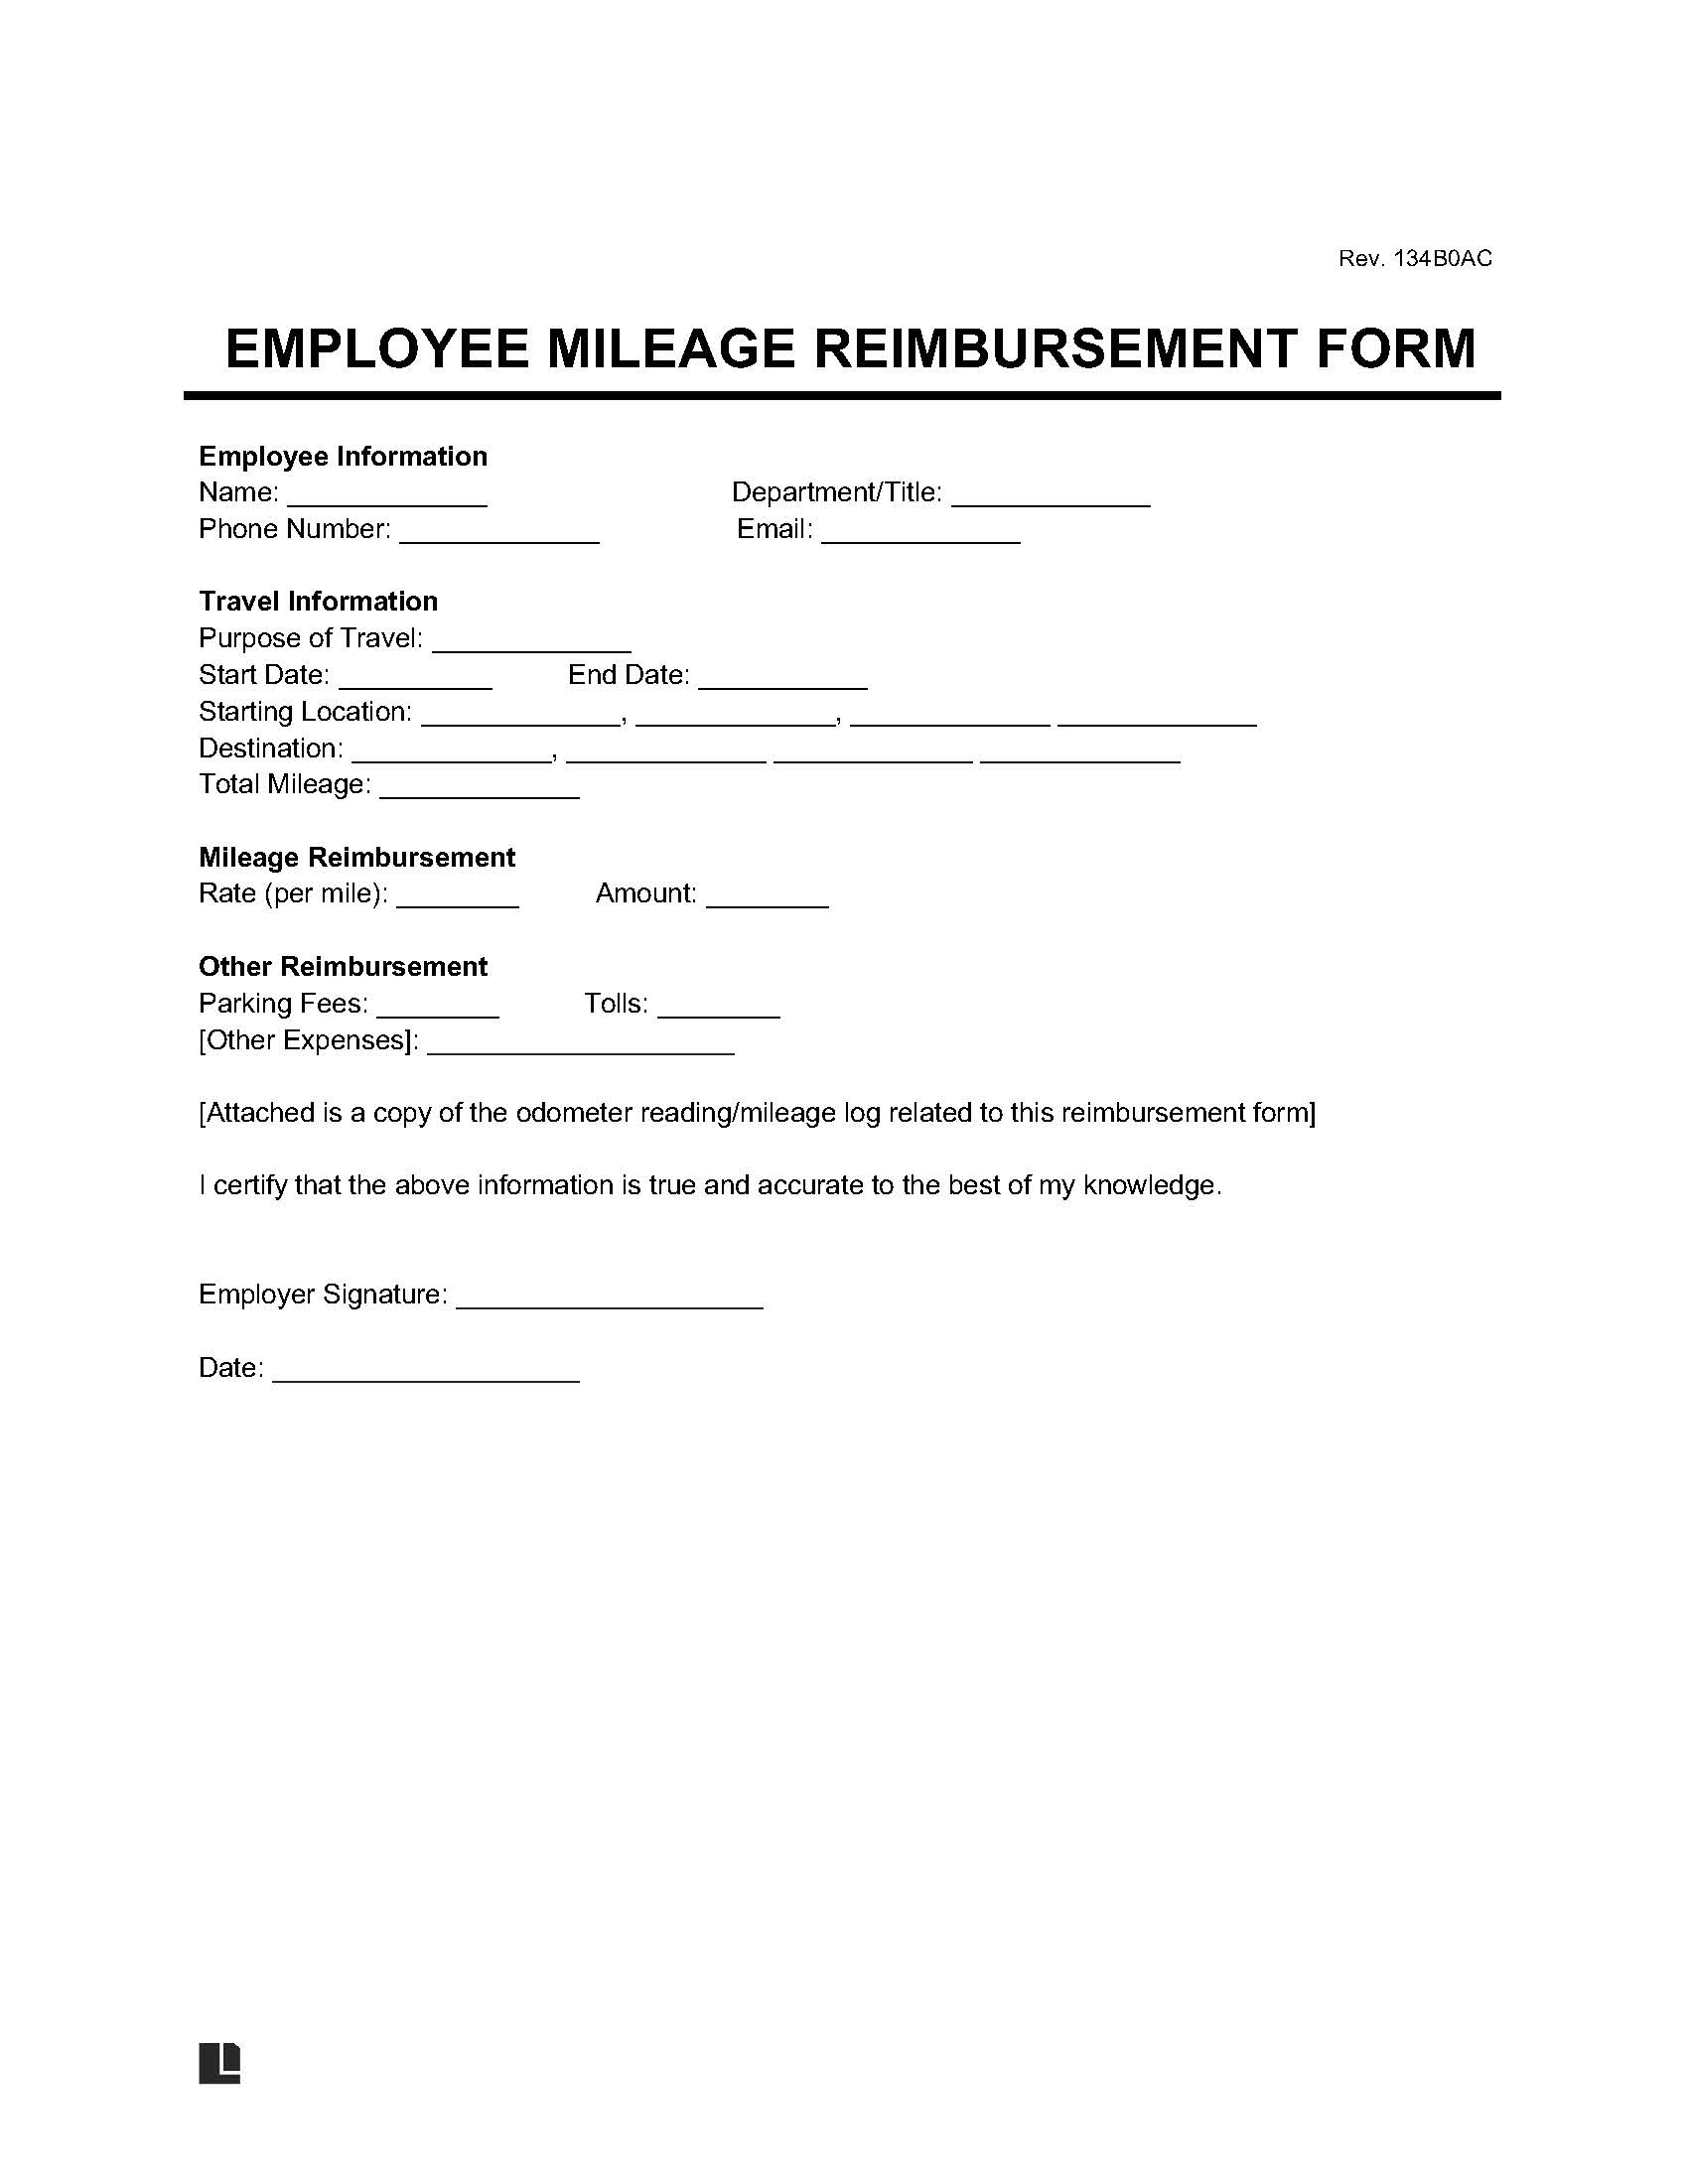 Rev. 134B0AC
EMPLOYEE MILEAGE REIMBURSEMENT FORM
Employee Information
Name: _____________ Department/Title: _____________
Phone Number: _____________ Email: _____________
Travel Information
Purpose of Travel: _____________
Start Date: __________ End Date: ___________
Starting Location: _____________, _____________, _____________ _____________
Destination: _____________, _____________ _____________ _____________
Total Mileage: _____________
Mileage Reimbursement
Rate (per mile): ________ Amount: ________
Other Reimbursement
Parking Fees: ________ Tolls: ________
[Other Expenses]: ____________________
[Attached is a copy of the odometer reading/mileage log related to this reimbursement form]
I certify that the above information is true and accurate to the best of my knowledge.
Employer Signature: ____________________
Date: ____________________